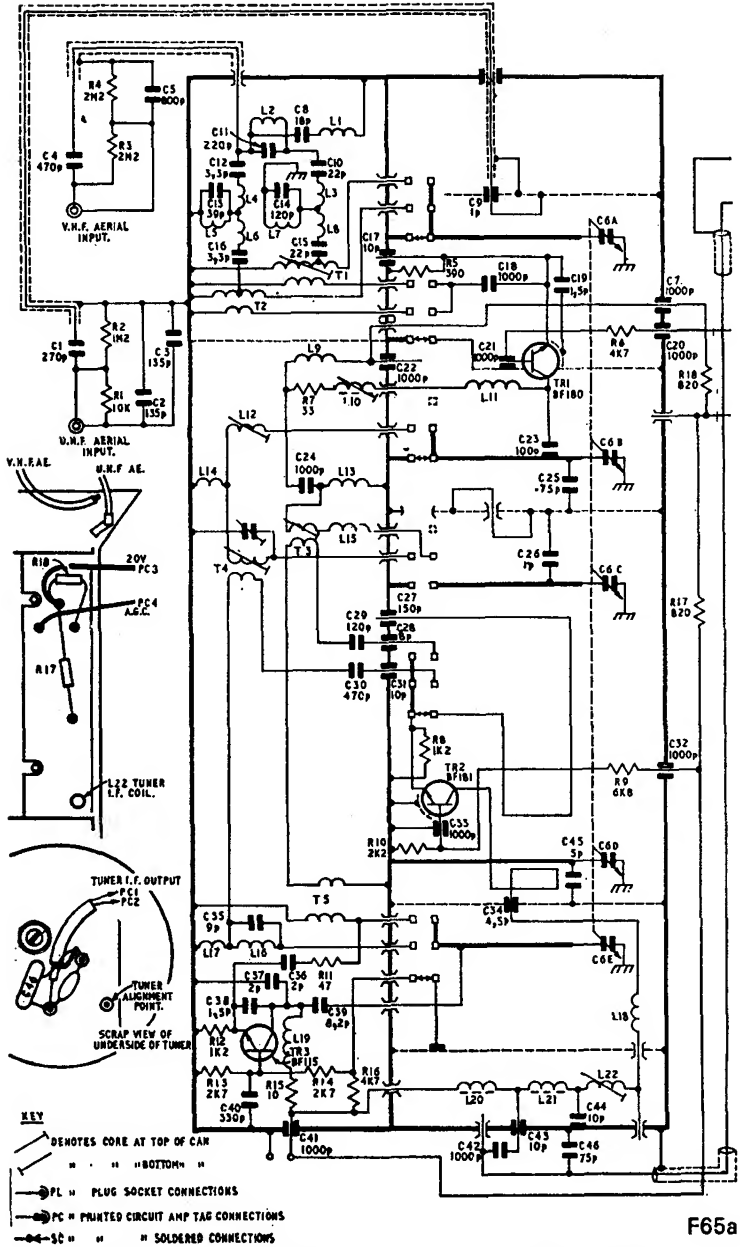 R4
2M2
C5
800p
C4
470p
R3
2M2
V.H.F. AERIAL
INPUT.
C1
270p
R2
1M2
C3
135p
R1
10K
C2
135p
U.H.F AERIAL
INPUT.
L2
C8
18p
L1
C11
220p
C12
3,3p
C10
22p
C13
39p
L4
C14
120p
L3
L5
L6
L7
L8
C16
3,3p
C15
22p
T1
T2
C17
10p
R5
390
C18
1000p
C19
1,5p
C9
1p
C6A
C7
1000p
C20
1000p
R6
4K7
R18
820
C21
1000p
TR1
BF180
L9
C22
1000p
R7
33
L10
L11
L12
C23
100p
C6B
C24
1000p
L13
C25
·75p
L14
L15
T3
T4
C26
1p
C6C
C27
150p
C28
8p
C29
120p
C30
470p
C31
10p
R17
820
R8
1K2
TR2
BF181
C32
1000p
R9
6K8
C33
1000p
R10
2K2
C45
5p
C6D
T5
C34
4,5p
C6E
C35
9p
L17
L16
C37
2p
C36
2p
R11
47
C38
1,5p
C39
8,2p
R12
1K2
L19
TR3
BF115
R13
2K7
R15
10
R14
2K7
R16
4K7
C40
330p
C41
1000p
L18
L20
L21
L22
C44
10p
C42
1000p
C43
10p
C46
75p
V.H.F.AE.
U.H.F AE.
R18
20V
PC3
PC4
A.G.C.
R17
L22 TUNER
I.F. COIL.
TUNER I.F. OUTPUT
PC1
PC2
C46
TUNER
ALIGNMENT
POINT.
SCRAP VIEW OF
UNDERSIDE OF TUNER
KEY
DENOTES CORE AT TOP OF CAN
" " " BOTTOM " "
PL " PLUG SOCKET CONNECTIONS
PC " PRINTED CIRCUIT AMP TAG CONNECTIONS
SC " " " SOLDERED CONNECTIONS
F65a